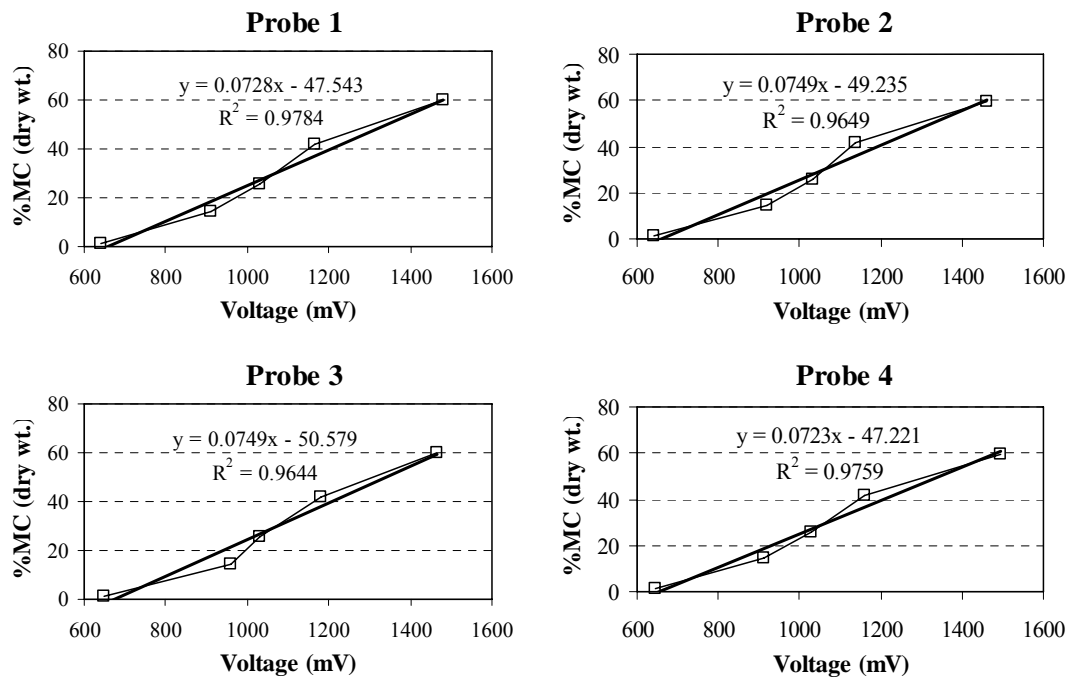 Probe 1
80
60
40
20
0
%MC (dry wt.)
y = 0.0728x - 47.543
R² = 0.9784
600 800 1000 1200 1400 1600
Voltage (mV)
Probe 2
80
60
40
20
0
%MC (dry wt.)
y = 0.0749x - 49.235
R² = 0.9649
600 800 1000 1200 1400 1600
Voltage (mV)
Probe 3
80
60
40
20
0
%MC (dry wt.)
y = 0.0749x - 50.579
R² = 0.9644
600 800 1000 1200 1400 1600
Voltage (mV)
Probe 4
80
60
40
20
0
%MC (dry wt.)
y = 0.0723x - 47.221
R² = 0.9759
600 800 1000 1200 1400 1600
Voltage (mV)